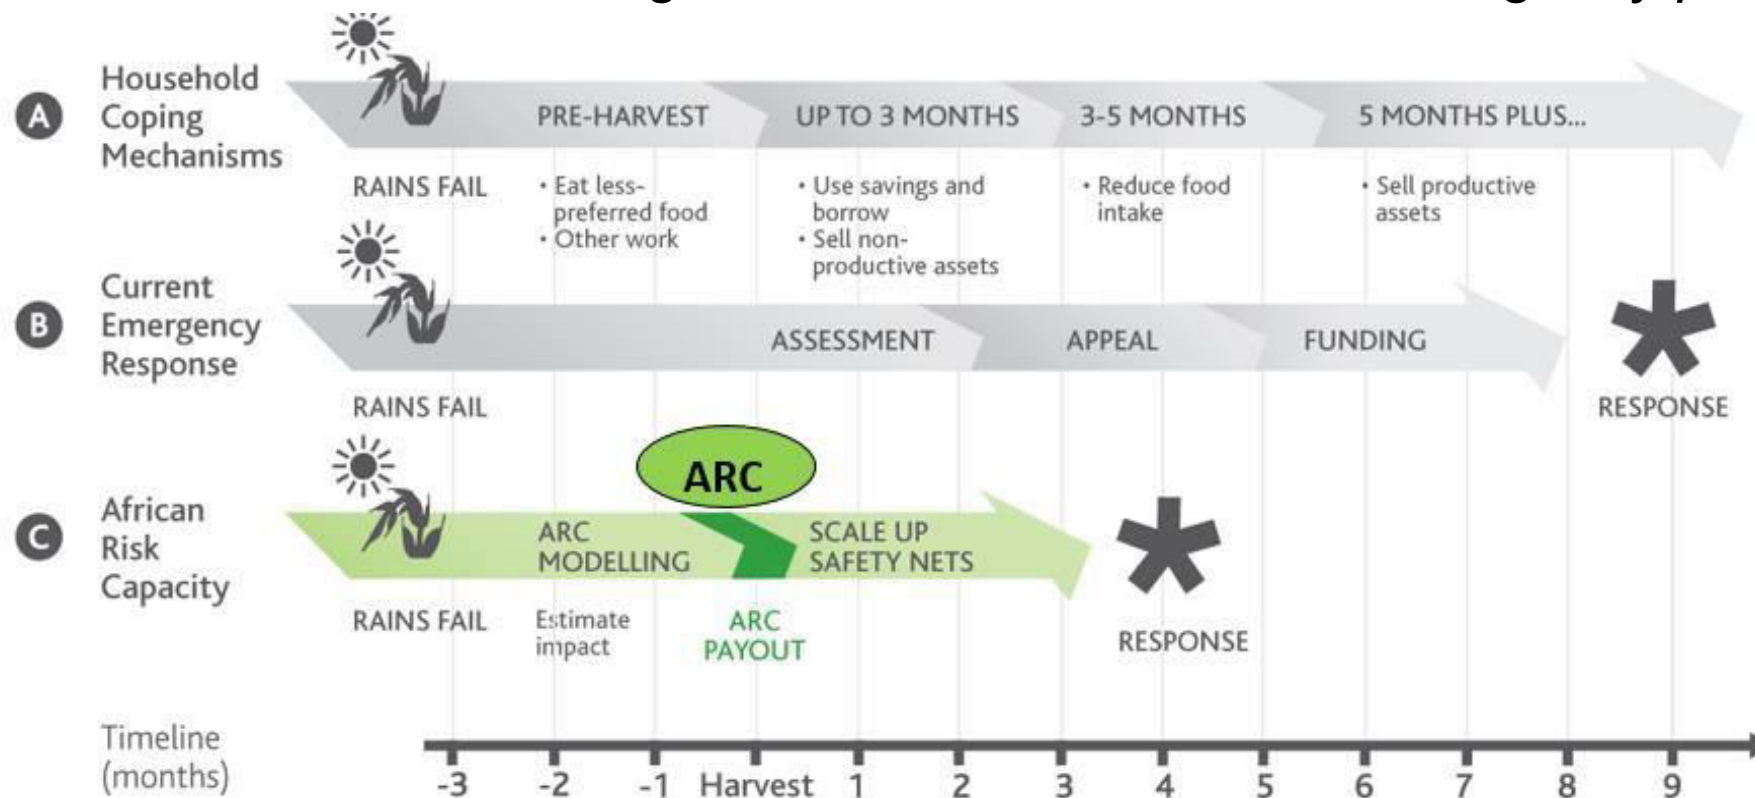 A
Household
Coping
Mechanisms
PRE-HARVEST
UP TO 3 MONTHS
3-5 MONTHS
5 MONTHS PLUS...
RAINS FAIL
• Eat less-
preferred food
• Other work
• Use savings and
borrow
• Sell non-
productive assets
• Reduce food
intake
• Sell productive
assets
B
Current
Emergency
Response
ASSESSMENT
APPEAL
FUNDING
RAINS FAIL
RESPONSE
ARC
C
African
Risk
Capacity
ARC
MODELLING
SCALE UP
SAFETY NETS
RAINS FAIL
Estimate
impact
ARC
PAYOUT
RESPONSE
Timeline
(months)
-3 -2 -1 Harvest 1 2 3 4 5 6 7 8 9